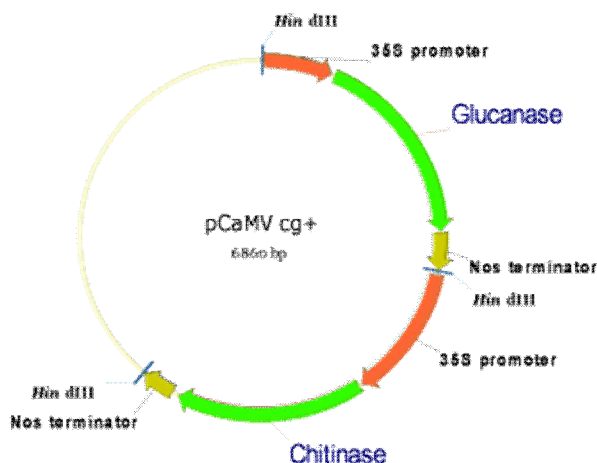 Hin dIII
35S promoter
Glucanase
pCaMV cg+
6860 bp
Nos terminator
Hin dIII
35S promoter
Hin dIII
Nos terminator
Chitinase